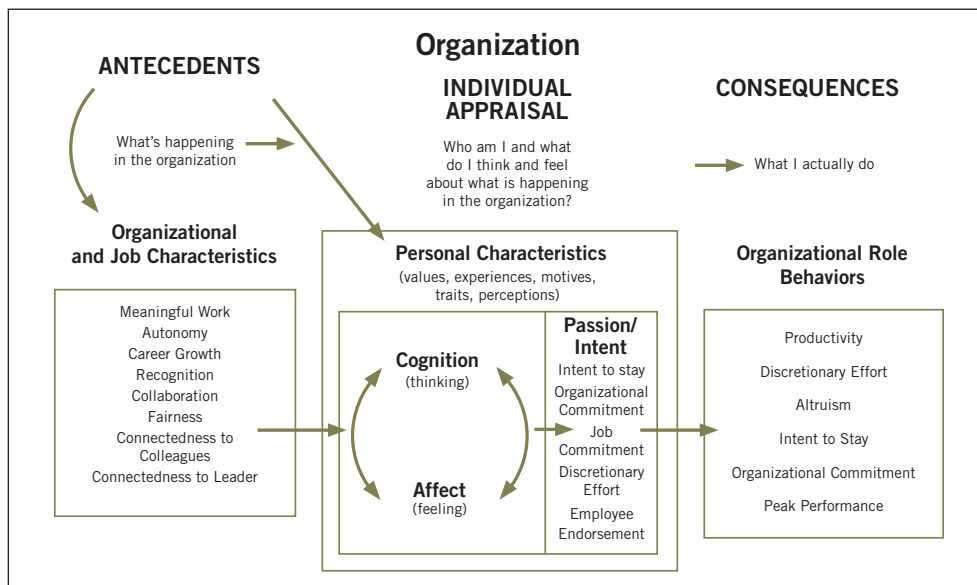 Organization
ANTECEDENTS
What's happening
in the organization
Organizational
and Job Characteristics
Meaningful Work
Autonomy
Career Growth
Recognition
Collaboration
Fairness
Connectedness to
Colleagues
Connectedness to Leader
INDIVIDUAL
APPRAISAL
Who am I and what
do I think and feel
about what is happening
in the organization?
Personal Characteristics
(values, experiences, motives,
traits, perceptions)
Cognition
(thinking)
Affect
(feeling)
Passion/
Intent
Intent to stay
Organizational
Commitment
Job
Commitment
Discretionary
Effort
Employee
Endorsement
CONSEQUENCES
What I actually do
Organizational Role
Behaviors
Productivity
Discretionary Effort
Altruism
Intent to Stay
Organizational Commitment
Peak Performance